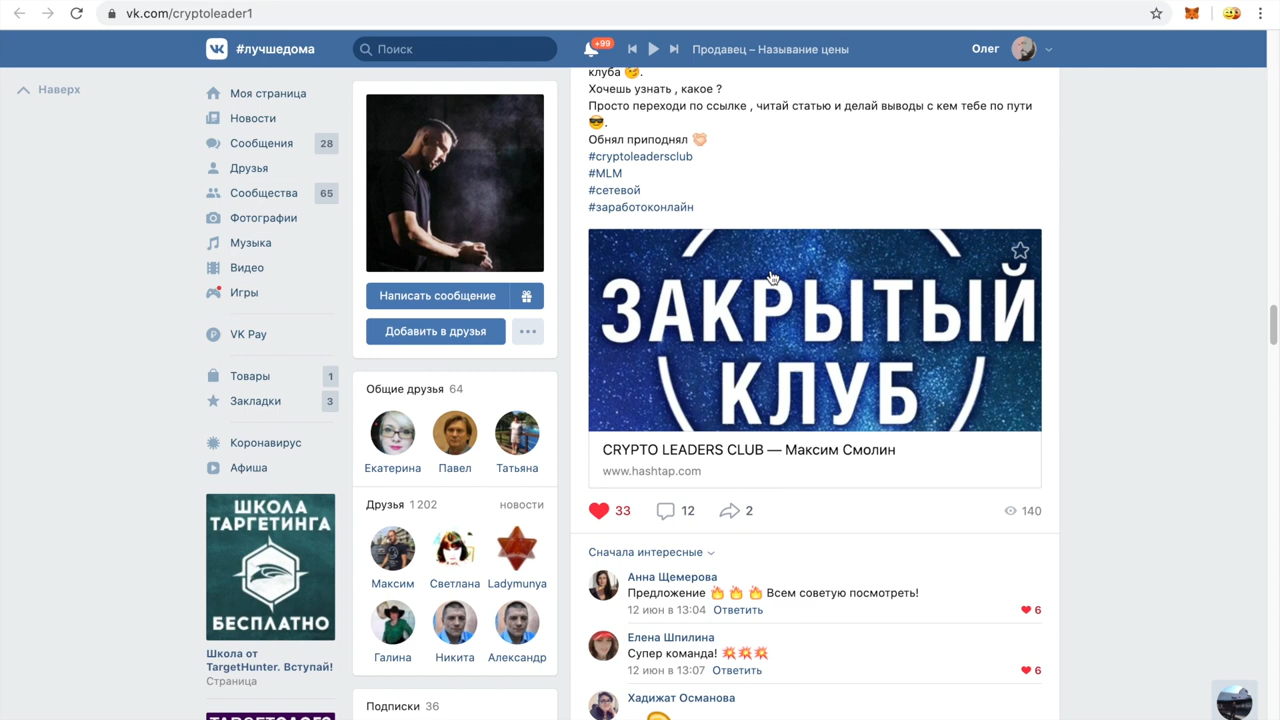 vk.com/cryptoleader1
#лучшедома
Поиск
+99
Продавец – Называние цены
Олег
Наверх
Моя страница
Новости
Сообщения 28
Друзья
Сообщества 65
Фотографии
Музыка
Видео
Игры
VK Pay
Товары 1
Закладки 3
Коронавирус
Афиша
ШКОЛА
ТАРГЕТИНГА
БЕСПЛАТНО
Школа от
TargetHunter. Вступай!
Страница
Написать сообщение
Добавить в друзья
Общие друзья 64
Екатерина Павел Татьяна
Друзья 1 202 новости
Максим Светлана Ladymunya
Галина Никита Александр
Подписки 36
клуба
Хочешь узнать , какое ?
Просто переходи по ссылке , читай статью и делай выводы с кем тебе по пути
.
Обнял приподнял
#cryptoleadersclub
#MLM
#сетевой
#заработоконлайн
ЗАКРЫТЫЙ
КЛУБ
CRYPTO LEADERS CLUB — Максим Смолин
www.hashtap.com
33 12 2 140
Сначала интересные
Анна Щемерова
Предложение 🔥 🔥 🔥 Всем советую посмотреть!
12 июн в 13:04 Ответить 6
Елена Шпилина
Супер команда! 💥💥💥
12 июн в 13:07 Ответить 6
Хадижат Османова